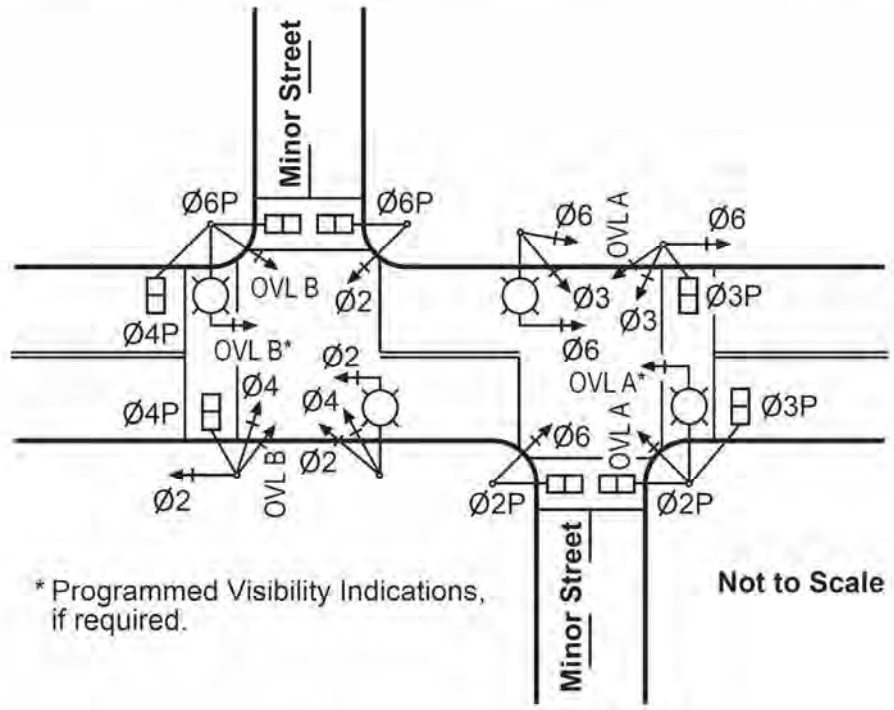 Minor Street
Ø6P
Ø6P
Ø6
OVL A
Ø6
OVL B
Ø2
Ø3
Ø3
Ø3P
Ø4P
OVL B*
Ø2
Ø6
OVL A*
Ø4P
Ø4
Ø4
Ø3P
Ø2
OVL B
Ø2
Ø6
OVL A
Ø2P
Ø2P
Minor Street
* Programmed Visibility Indications,
if required.
Not to Scale